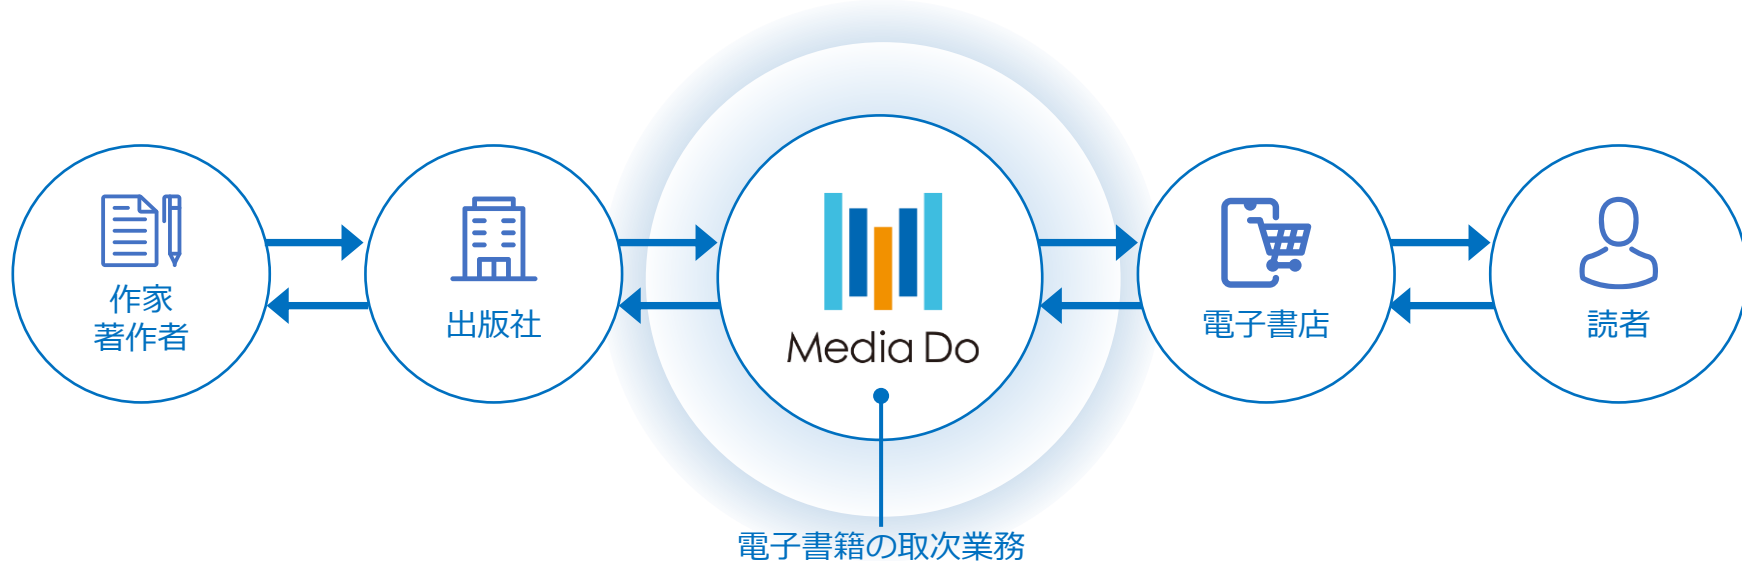 作家
著作者
出版社
Media Do
電子書店
読者
電子書籍の取次業務